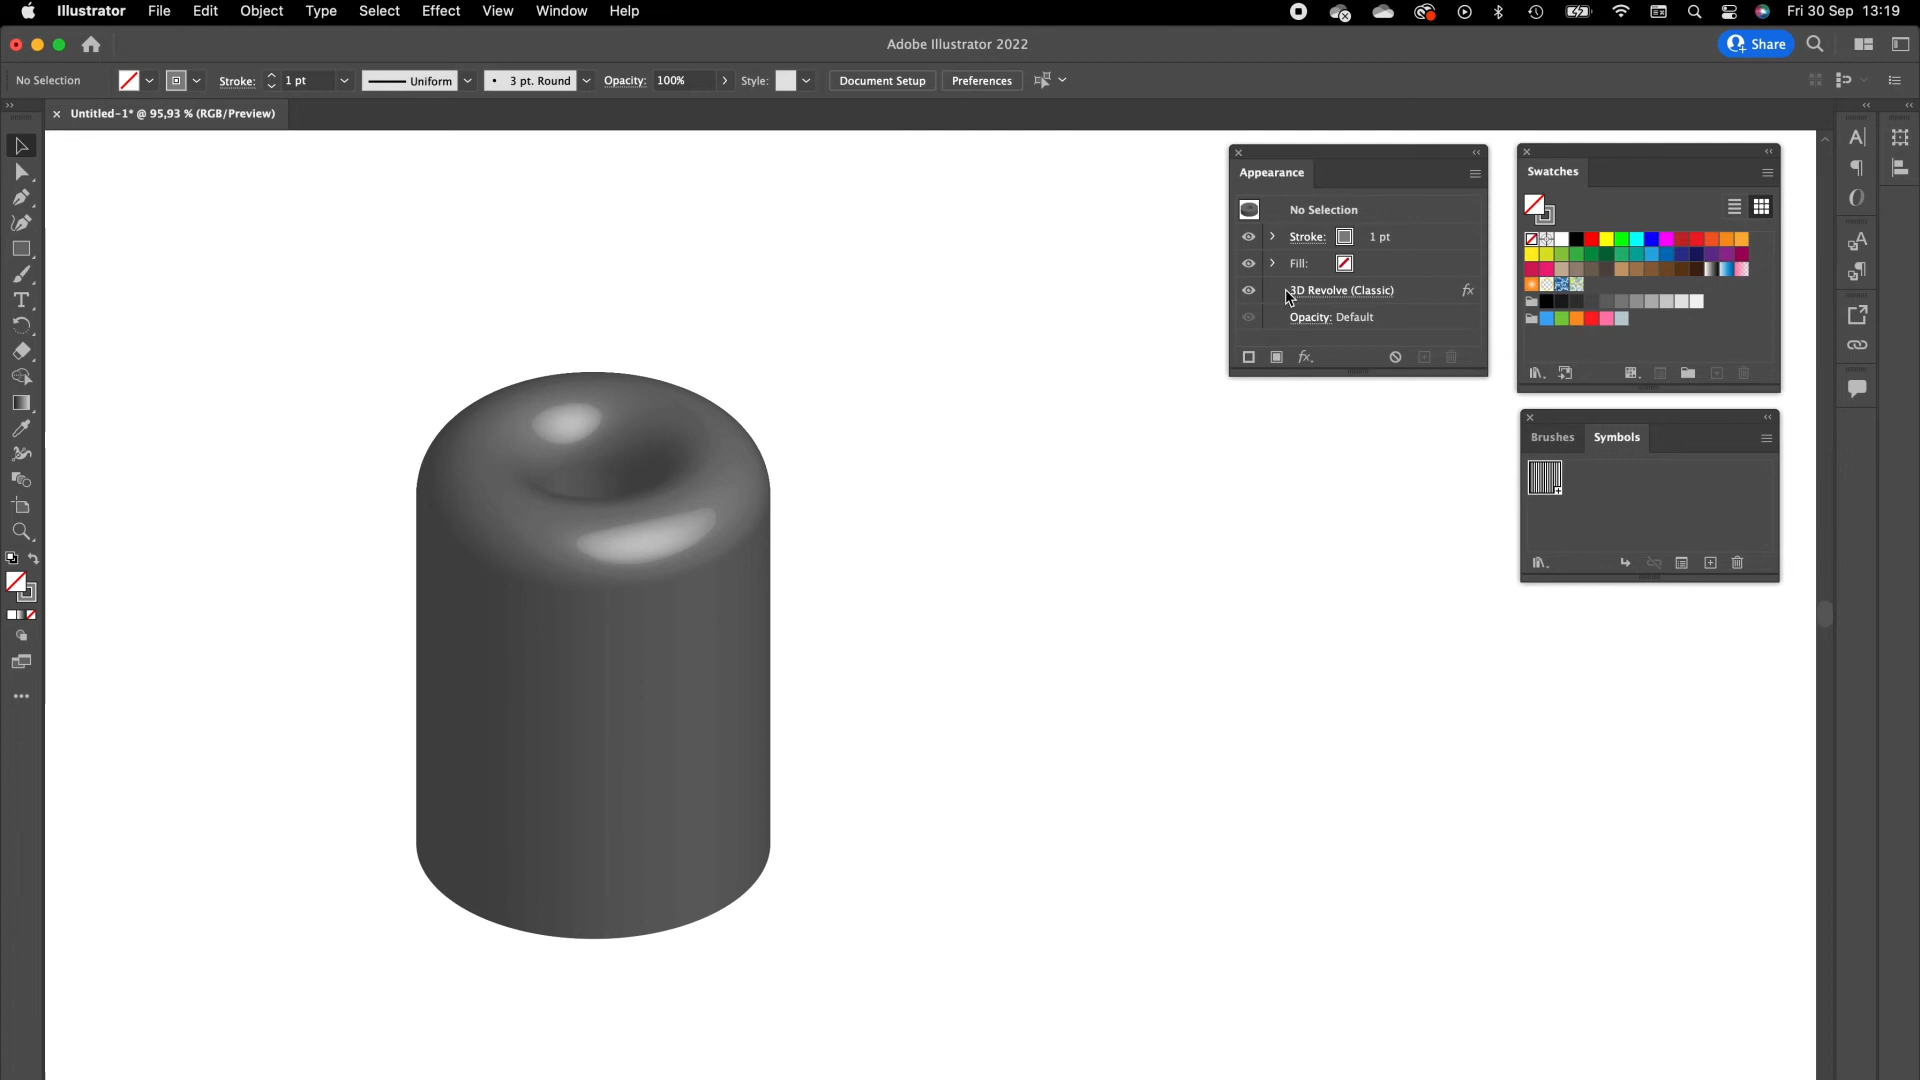 Illustrator File Edit Object Type Select Effect View Window Help Fri 30 Sep 13:19
Adobe Illustrator 2022 Share
No Selection Stroke: 1 pt Uniform 3 pt. Round Opacity: 100% Style: Document Setup Preferences
Untitled-1* @ 95,93 % (RGB/Preview)
Appearance
No Selection
Stroke: 1 pt
Fill:
3D Revolve (Classic) fx
Opacity: Default
fx.
Swatches
Brushes Symbols